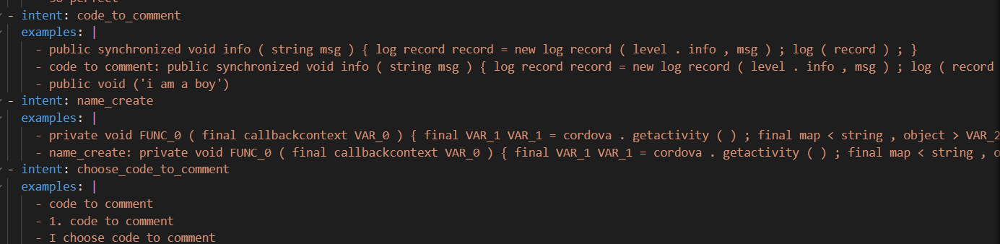 so perfect
- intent: code_to_comment
examples: |
- public synchronized void info ( string msg ) { log record record = new log record ( level . info , msg ) ; log ( record ) ; }
- code to comment: public synchronized void info ( string msg ) { log record record = new log record ( level . info , msg ) ; log ( record
- public void ('i am a boy')
- intent: name_create
examples: |
- private void FUNC_0 ( final callbackcontext VAR_0 ) { final VAR_1 VAR_1 = cordova . getactivity ( ) ; final map < string , object > VAR_2
- name_create: private void FUNC_0 ( final callbackcontext VAR_0 ) { final VAR_1 VAR_1 = cordova . getactivity ( ) ; final map < string ,
- intent: choose_code_to_comment
examples: |
- code to comment
- 1. code to comment
- I choose code to comment